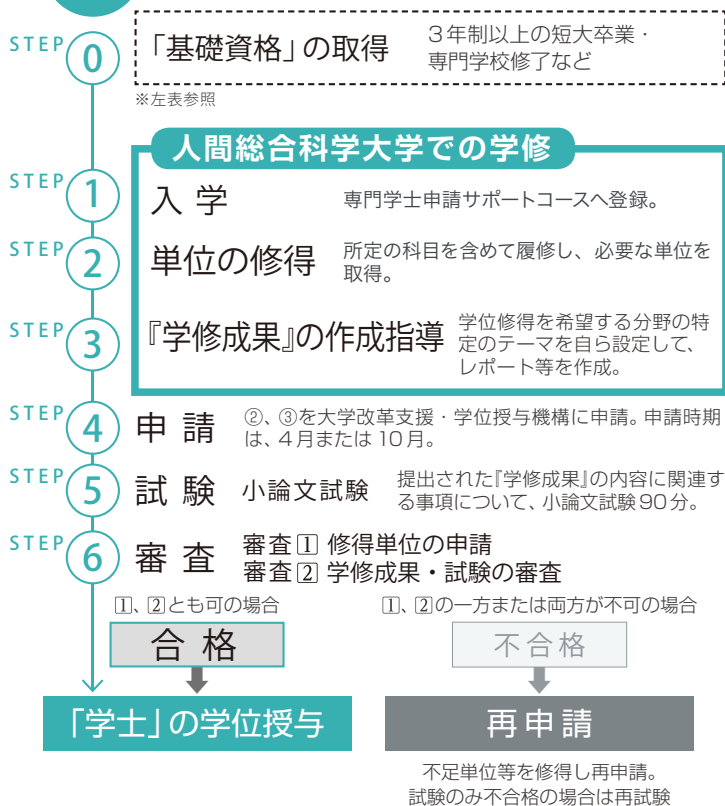 STEP 0
「基礎資格」の取得
3年制以上の短大卒業・
専門学校修了など
※左表参照
人間総合科学大学での学修
STEP 1
入学
専門学士申請サポートコースへ登録。
STEP 2
単位の修得
所定の科目を含めて履修し、必要な単位を
取得。
STEP 3
『学修成果』の作成指導
学位修得を希望する分野の特
定のテーマを自ら設定して、
レポート等を作成。
STEP 4
申請
②、③を大学改革支援・学位授与機構に申請。申請時期
は、4月または10月。
STEP 5
試験
小論文試験
提出された『学修成果』の内容に関連す
る事項について、小論文試験90分。
STEP 6
審査
審査1 修得単位の申請
審査2 学修成果・試験の審査
1、2とも可の場合
合格
「学士」の学位授与
1、2の一方または両方が不可の場合
不合格
再申請
不足単位等を修得し再申請。
試験のみ不合格の場合は再試験